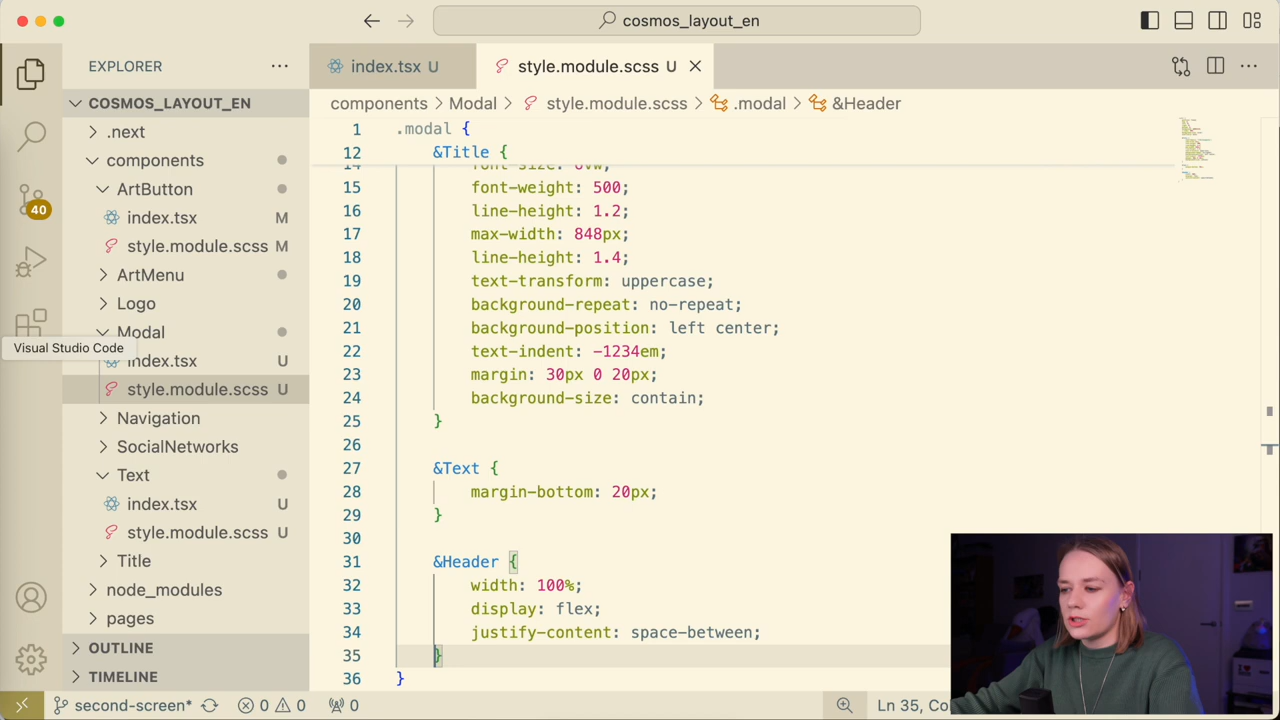 cosmos_layout_en
EXPLORER
index.tsx U
style.module.scss U
COSMOS_LAYOUT_EN
components > Modal > style.module.scss > .modal > &Header
.next
components
ArtButton
index.tsx M
style.module.scss M
ArtMenu
Logo
Modal
Visual Studio Code
index.tsx U
style.module.scss U
Navigation
SocialNetworks
Text
index.tsx U
style.module.scss U
Title
node_modules
pages
OUTLINE
TIMELINE
40
1 .modal {
12 &Title {
15 font-weight: 500;
16 line-height: 1.2;
17 max-width: 848px;
18 line-height: 1.4;
19 text-transform: uppercase;
20 background-repeat: no-repeat;
21 background-position: left center;
22 text-indent: -1234em;
23 margin: 30px 0 20px;
24 background-size: contain;
25 }
26
27 &Text {
28 margin-bottom: 20px;
29 }
30
31 &Header {
32 width: 100%;
33 display: flex;
34 justify-content: space-between;
35 }
36 }
second-screen* 0 0 0 Ln 35,